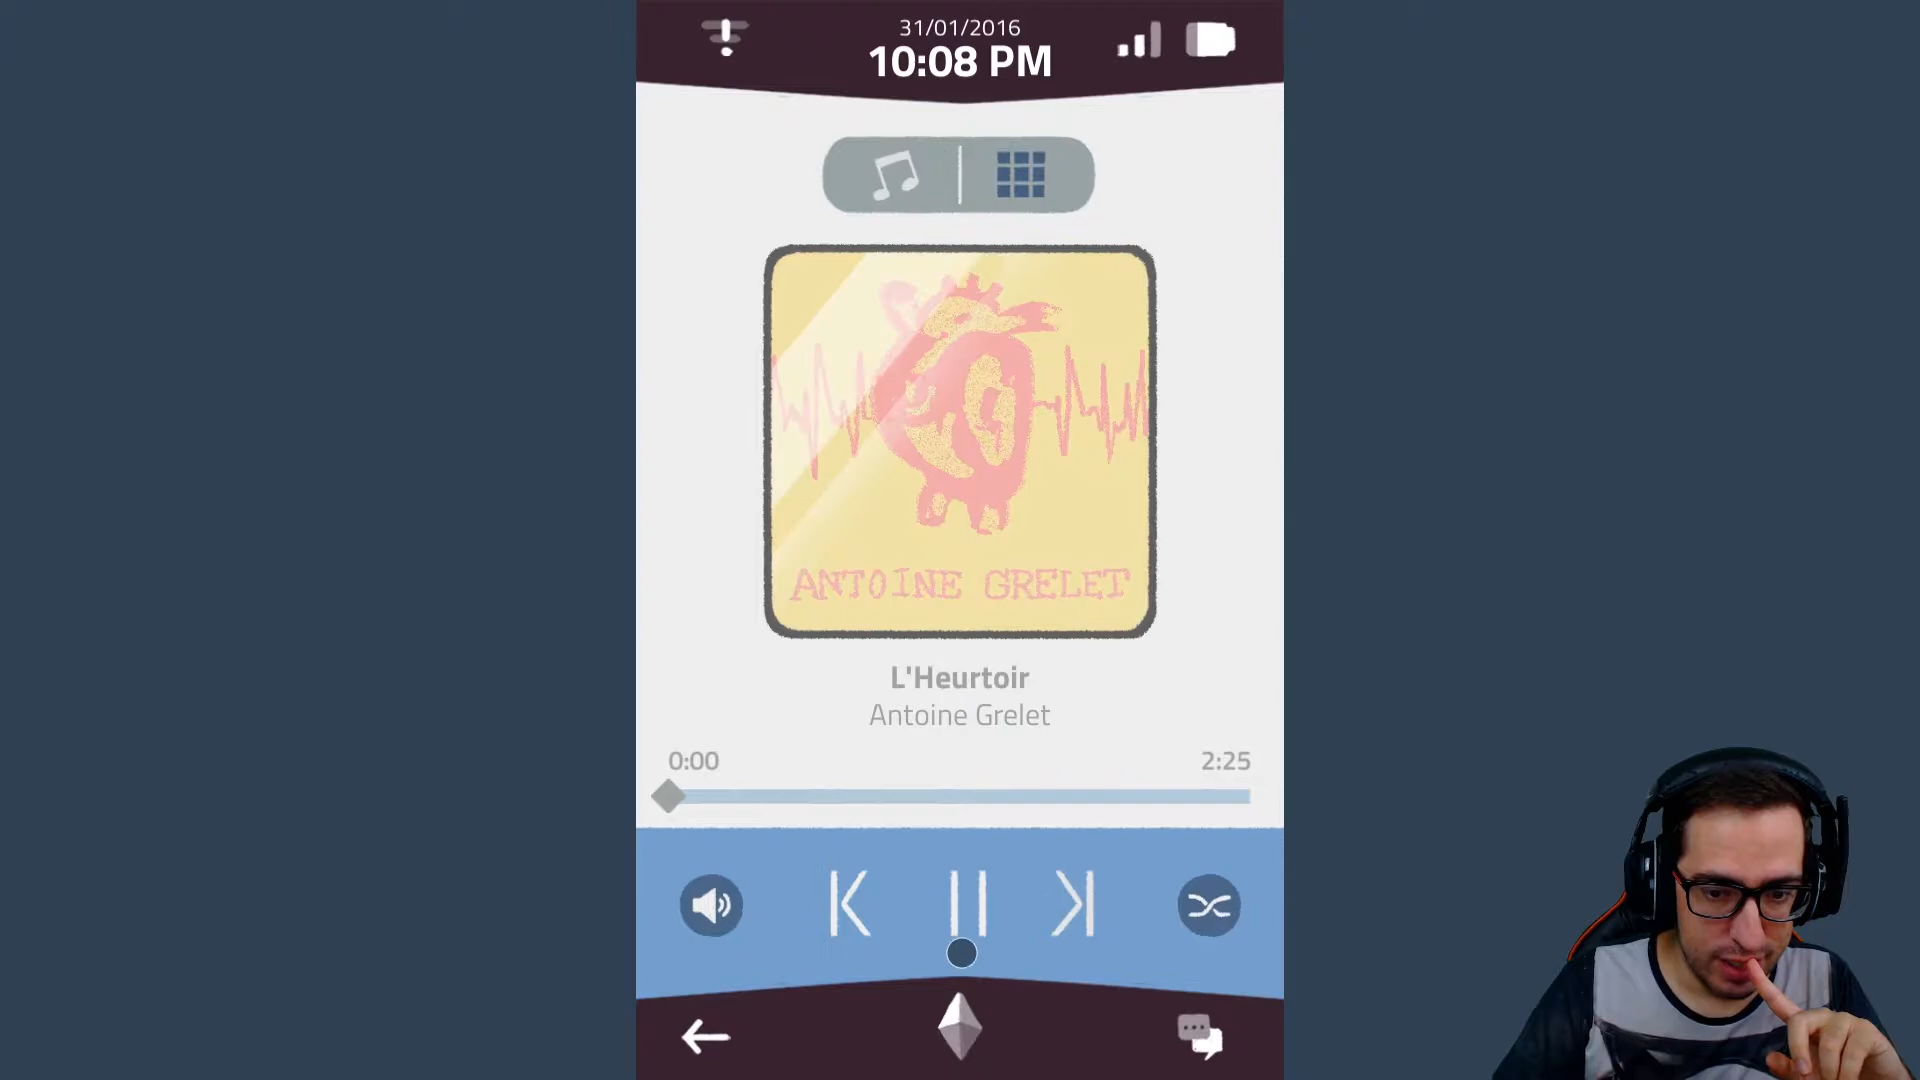 31/01/2016
10:08 PM
ANTOINE GRELET
L'Heurtoir
Antoine Grelet
0:00
2:25